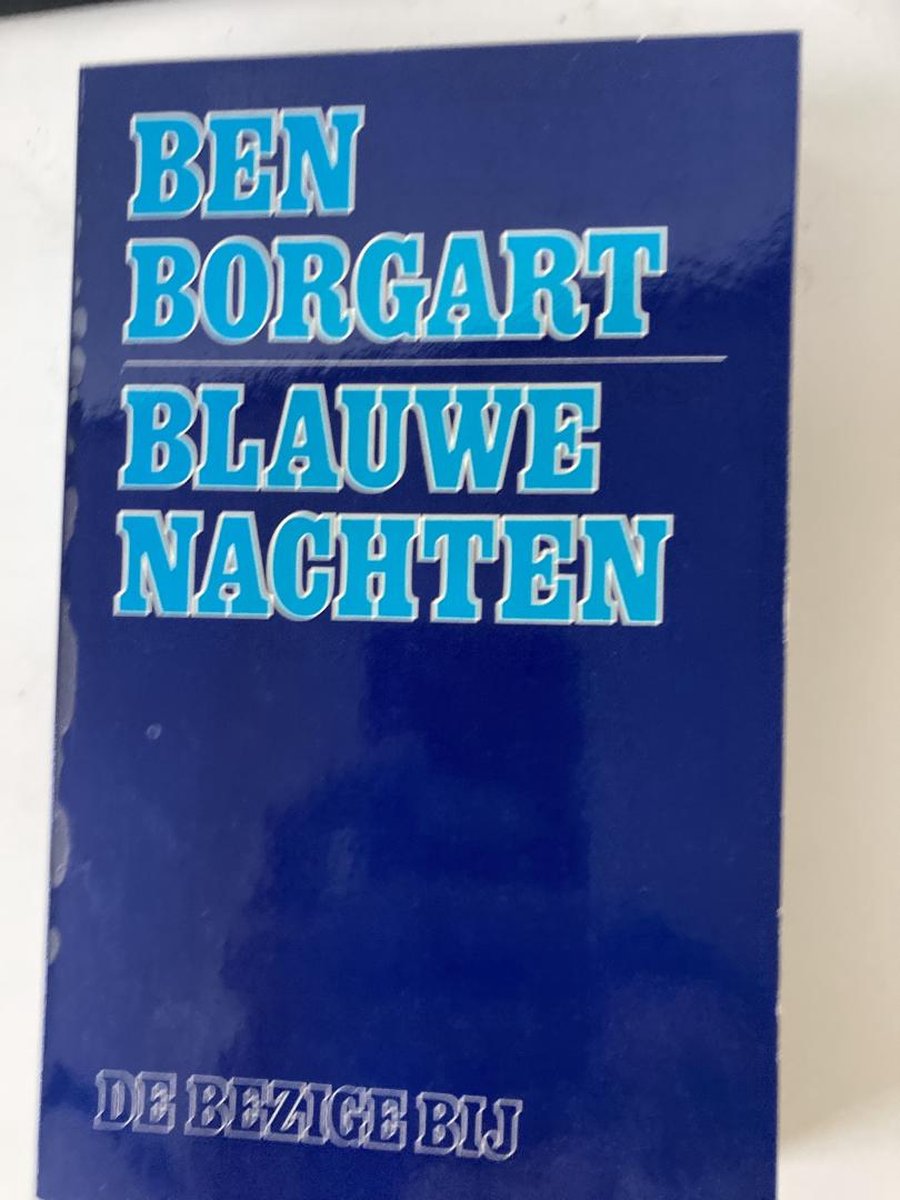 BEN
BORGART
BLAUWE
NACHTEN
DE BEZIGE BIJ